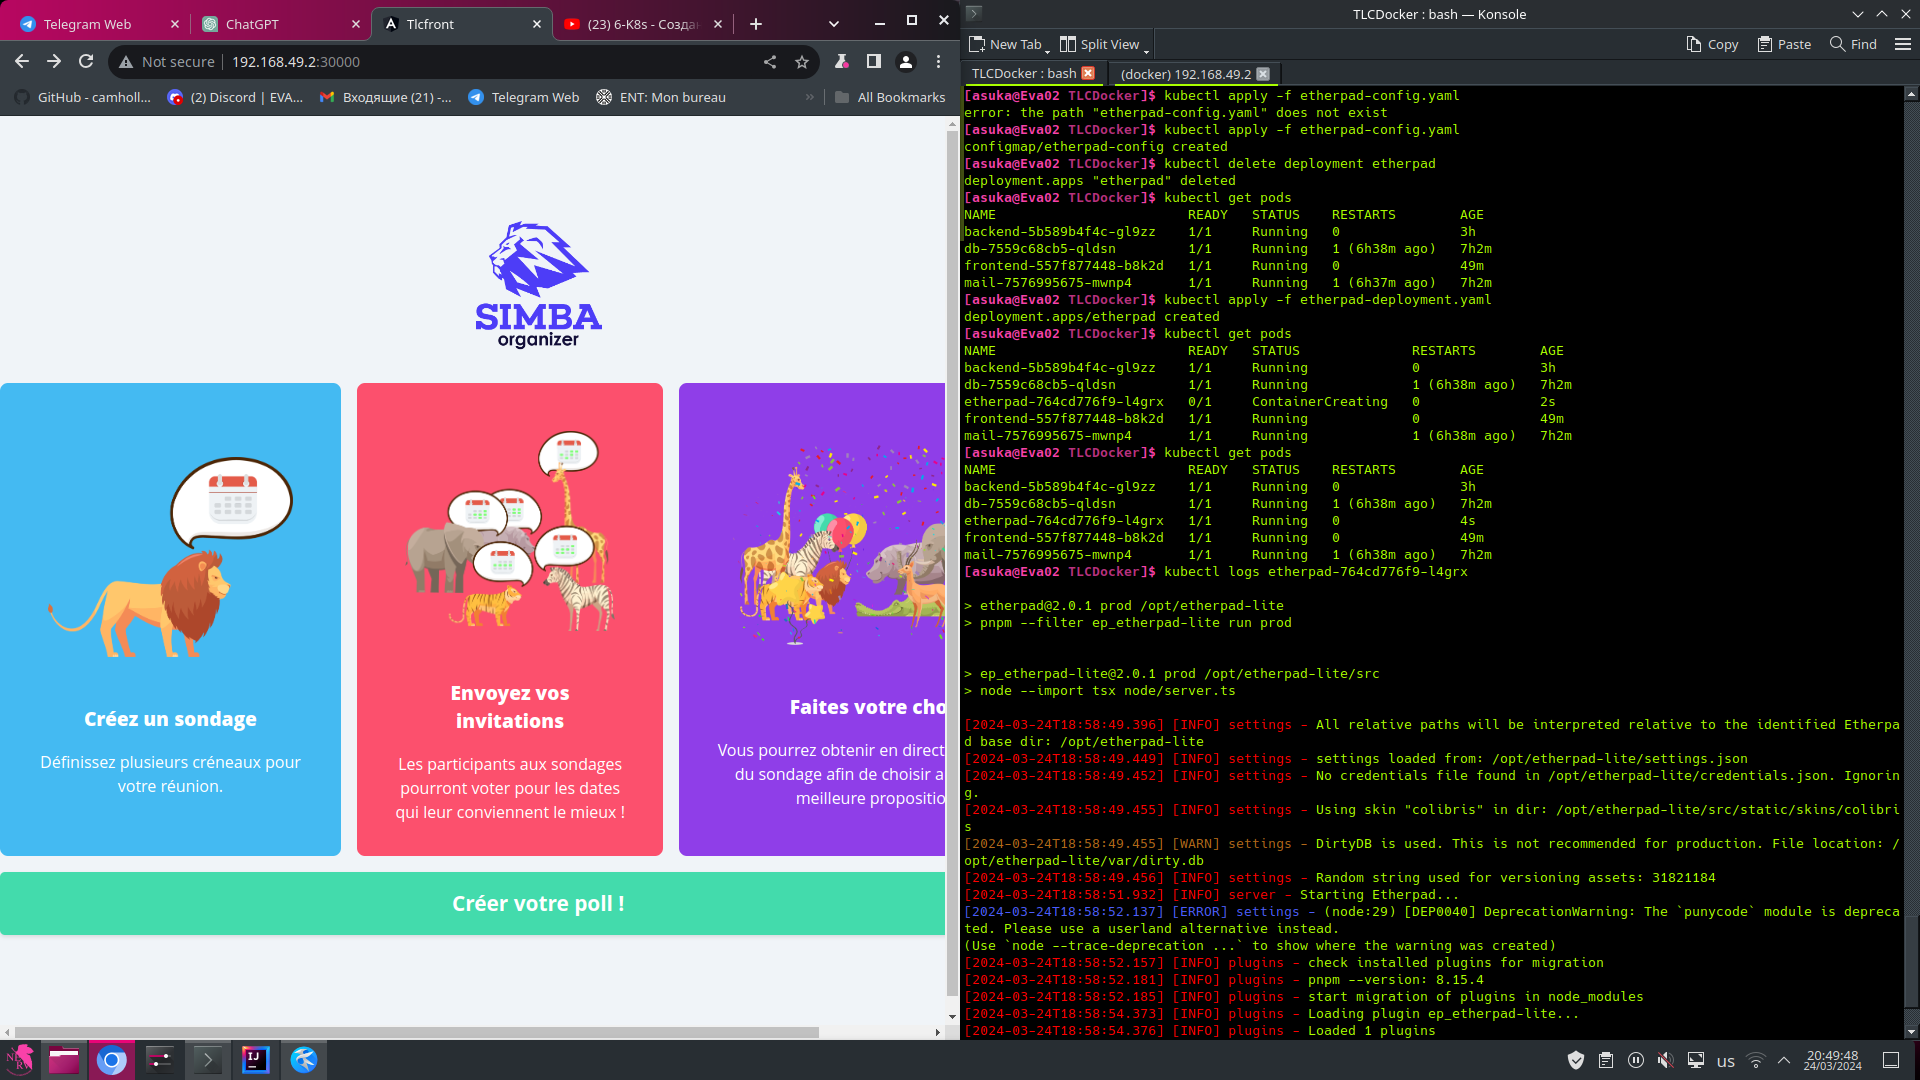 Telegram Web
ChatGPT
Tlcfront
(23) 6-K8s - Создан
Not secure
192.168.49.2:30000
GitHub - camholl...
(2) Discord | EVA...
Входящие (21) -...
Telegram Web
ENT: Mon bureau
»
All Bookmarks
SIMBA
organizer
Créez un sondage
Définissez plusieurs créneaux pour
votre réunion.
Envoyez vos
invitations
Les participants aux sondages
pourront voter pour les dates
qui leur conviennent le mieux !
Faites votre cho
Vous pourrez obtenir en direct
du sondage afin de choisir a
meilleure propositio
Créer votre poll !
TLCDocker : bash — Konsole
New Tab
Split View
Copy
Paste
Find
TLCDocker : bash
(docker) 192.168.49.2
[asuka@Eva02 TLCDocker]$ kubectl apply -f etherpad-config.yaml
error: the path "etherpad-config.yaml" does not exist
[asuka@Eva02 TLCDocker]$ kubectl apply -f etherpad-config.yaml
configmap/etherpad-config created
[asuka@Eva02 TLCDocker]$ kubectl delete deployment etherpad
deployment.apps "etherpad" deleted
[asuka@Eva02 TLCDocker]$ kubectl get pods
NAME READY STATUS RESTARTS AGE
backend-5b589b4f4c-gl9zz 1/1 Running 0 3h
db-7559c68cb5-qldsn 1/1 Running 1 (6h38m ago) 7h2m
frontend-557f877448-b8k2d 1/1 Running 0 49m
mail-7576995675-mwnp4 1/1 Running 1 (6h37m ago) 7h2m
[asuka@Eva02 TLCDocker]$ kubectl apply -f etherpad-deployment.yaml
deployment.apps/etherpad created
[asuka@Eva02 TLCDocker]$ kubectl get pods
NAME READY STATUS RESTARTS AGE
backend-5b589b4f4c-gl9zz 1/1 Running 0 3h
db-7559c68cb5-qldsn 1/1 Running 1 (6h38m ago) 7h2m
etherpad-764cd776f9-l4grx 0/1 ContainerCreating 0 2s
frontend-557f877448-b8k2d 1/1 Running 0 49m
mail-7576995675-mwnp4 1/1 Running 1 (6h38m ago) 7h2m
[asuka@Eva02 TLCDocker]$ kubectl get pods
NAME READY STATUS RESTARTS AGE
backend-5b589b4f4c-gl9zz 1/1 Running 0 3h
db-7559c68cb5-qldsn 1/1 Running 1 (6h38m ago) 7h2m
etherpad-764cd776f9-l4grx 1/1 Running 0 4s
frontend-557f877448-b8k2d 1/1 Running 0 49m
mail-7576995675-mwnp4 1/1 Running 1 (6h38m ago) 7h2m
[asuka@Eva02 TLCDocker]$ kubectl logs etherpad-764cd776f9-l4grx
> etherpad@2.0.1 prod /opt/etherpad-lite
> pnpm --filter ep_etherpad-lite run prod
> ep_etherpad-lite@2.0.1 prod /opt/etherpad-lite/src
> node --import tsx node/server.ts
[2024-03-24T18:58:49.396] [INFO] settings - All relative paths will be interpreted relative to the identified Etherpa
d base dir: /opt/etherpad-lite
[2024-03-24T18:58:49.449] [INFO] settings - settings loaded from: /opt/etherpad-lite/settings.json
[2024-03-24T18:58:49.452] [INFO] settings - No credentials file found in /opt/etherpad-lite/credentials.json. Ignorin
g.
[2024-03-24T18:58:49.455] [INFO] settings - Using skin "colibris" in dir: /opt/etherpad-lite/src/static/skins/colibri
s
[2024-03-24T18:58:49.455] [WARN] settings - DirtyDB is used. This is not recommended for production. File location: /
opt/etherpad-lite/var/dirty.db
[2024-03-24T18:58:49.456] [INFO] settings - Random string used for versioning assets: 31821184
[2024-03-24T18:58:51.932] [INFO] server - Starting Etherpad...
[2024-03-24T18:58:52.137] [ERROR] settings - (node:29) [DEP0040] DeprecationWarning: The `punycode` module is depreca
ted. Please use a userland alternative instead.
(Use `node --trace-deprecation ...` to show where the warning was created)
[2024-03-24T18:58:52.157] [INFO] plugins - check installed plugins for migration
[2024-03-24T18:58:52.181] [INFO] plugins - pnpm --version: 8.15.4
[2024-03-24T18:58:52.185] [INFO] plugins - start migration of plugins in node_modules
[2024-03-24T18:58:54.373] [INFO] plugins - Loading plugin ep_etherpad-lite...
[2024-03-24T18:58:54.376] [INFO] plugins - Loaded 1 plugins
IJ
us
20:49:48
24/03/2024